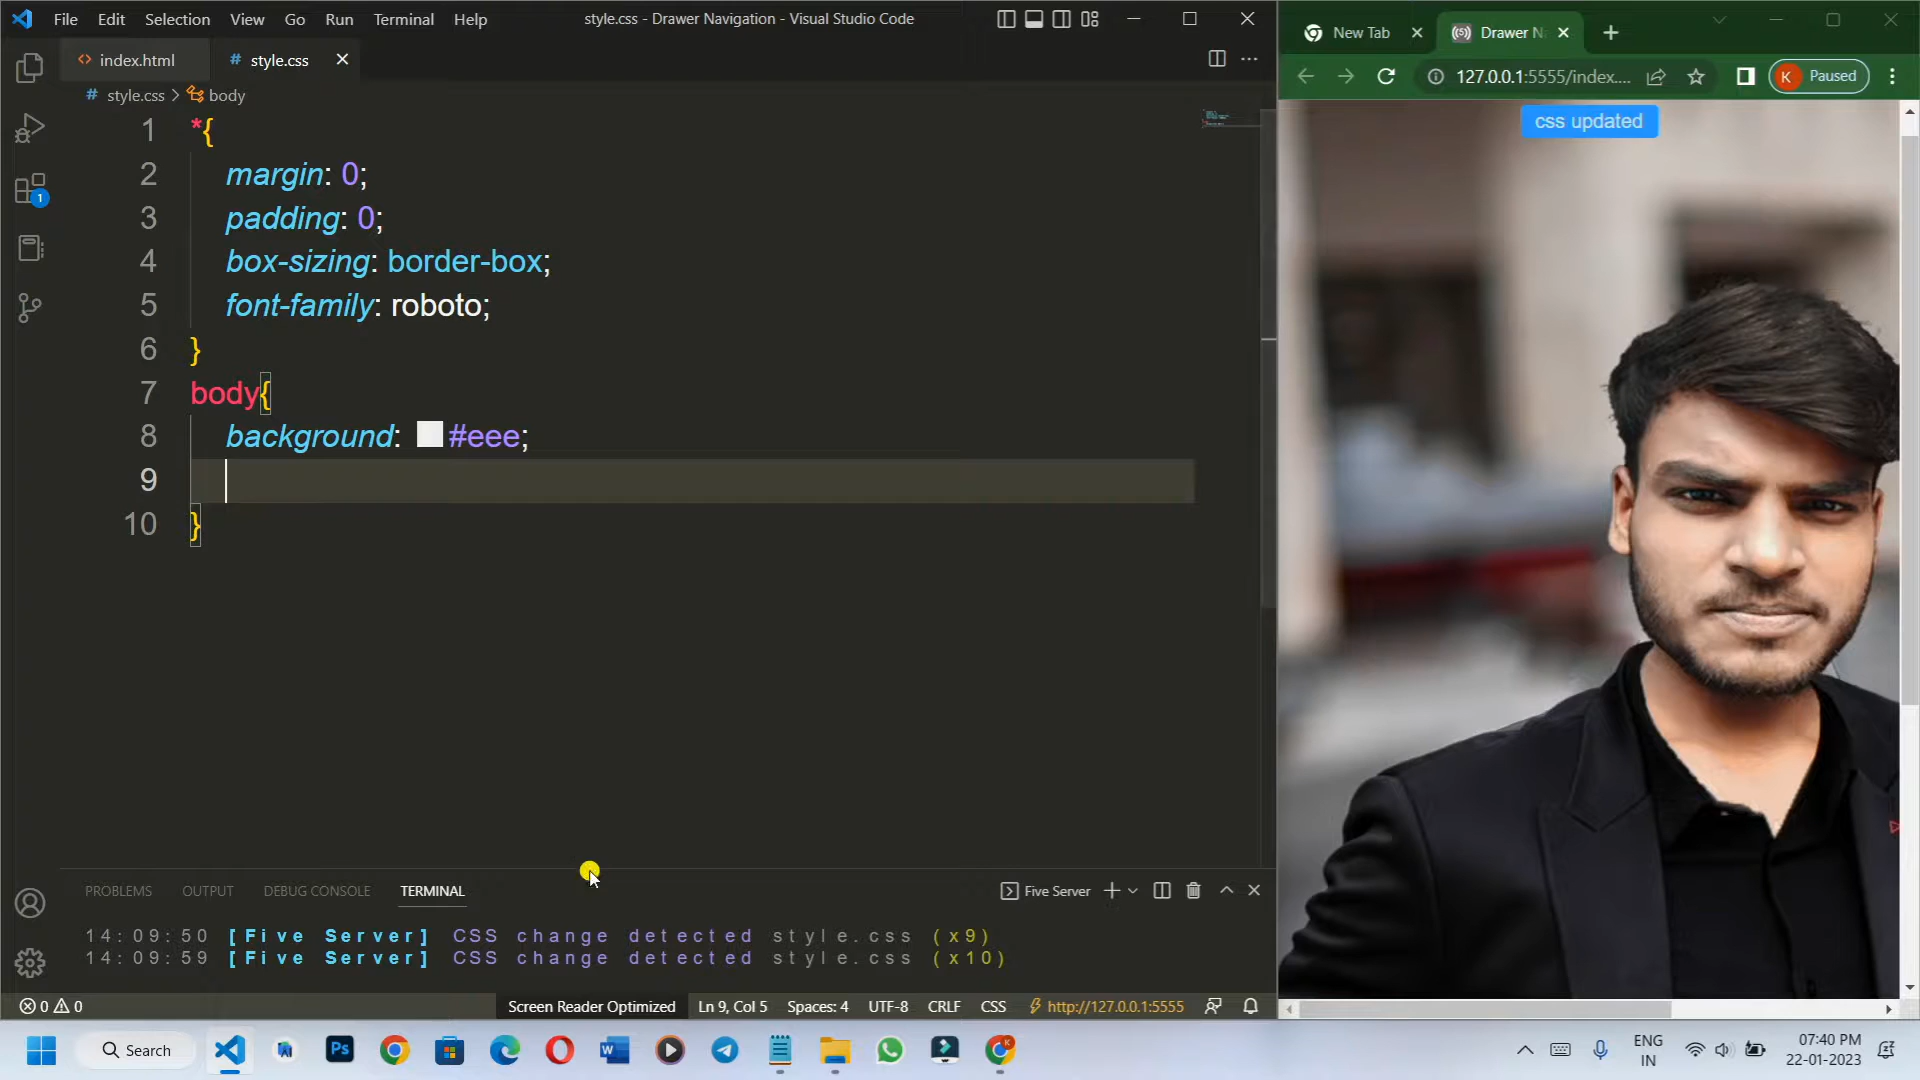 File Edit Selection View Go Run Terminal Help
style.css - Drawer Navigation - Visual Studio Code
index.html
# style.css
# style.css > body
1 *{
2 margin: 0;
3 padding: 0;
4 box-sizing: border-box;
5 font-family: roboto;
6 }
7 body{
8 background: #eee;
9
10 }
PROBLEMS OUTPUT DEBUG CONSOLE TERMINAL
Five Server
14:09:50 [Five Server] CSS change detected style.css (x9)
14:09:59 [Five Server] CSS change detected style.css (x10)
0 0
Screen Reader Optimized
Ln 9, Col 5
Spaces: 4
UTF-8
CRLF
CSS
http://127.0.0.1:5555
New Tab
Drawer N
127.0.0.1:5555/index....
K Paused
css updated
1
Search
Ps
W
K
ENG
IN
07:40 PM
22-01-2023